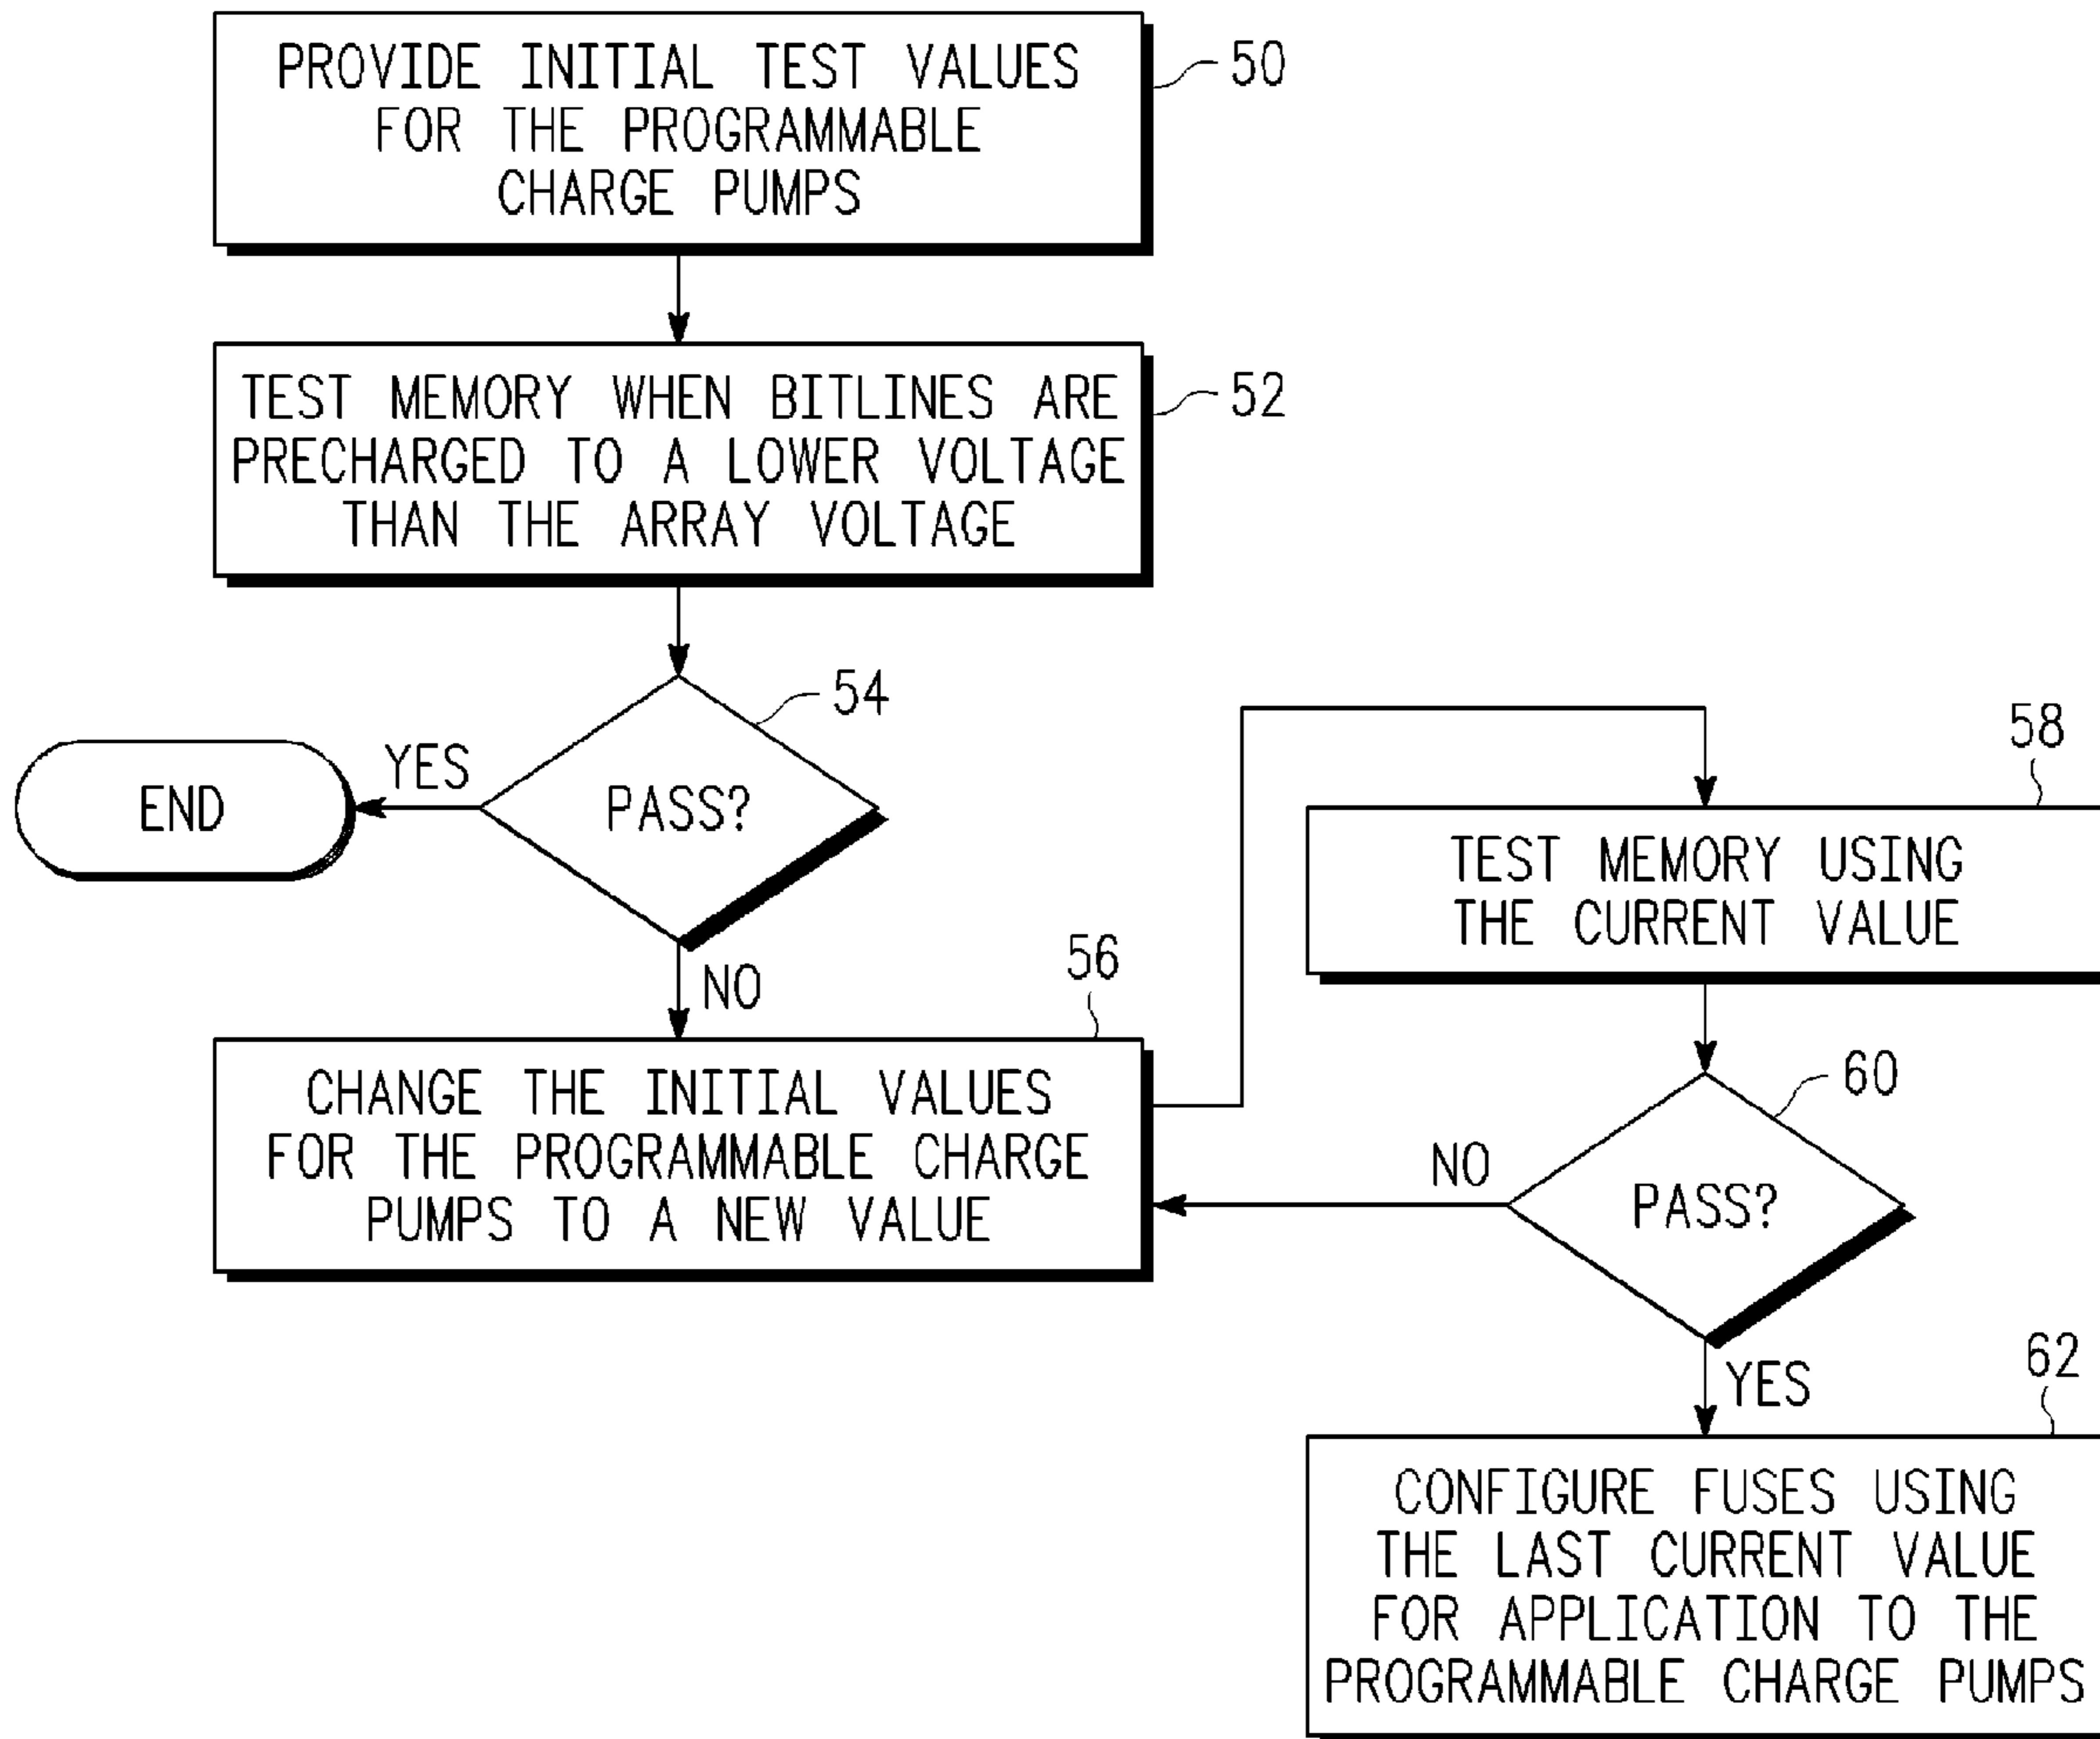 PROVIDE INITIAL TEST VALUES
FOR THE PROGRAMMABLE
CHARGE PUMPS
50
TEST MEMORY WHEN BITLINES ARE
PRECHARGED TO A LOWER VOLTAGE
THAN THE ARRAY VOLTAGE
52
54
PASS?
YES
END
NO
56
CHANGE THE INITIAL VALUES
FOR THE PROGRAMMABLE CHARGE
PUMPS TO A NEW VALUE
58
TEST MEMORY USING
THE CURRENT VALUE
60
PASS?
NO
YES
62
CONFIGURE FUSES USING
THE LAST CURRENT VALUE
FOR APPLICATION TO THE
PROGRAMMABLE CHARGE PUMPS